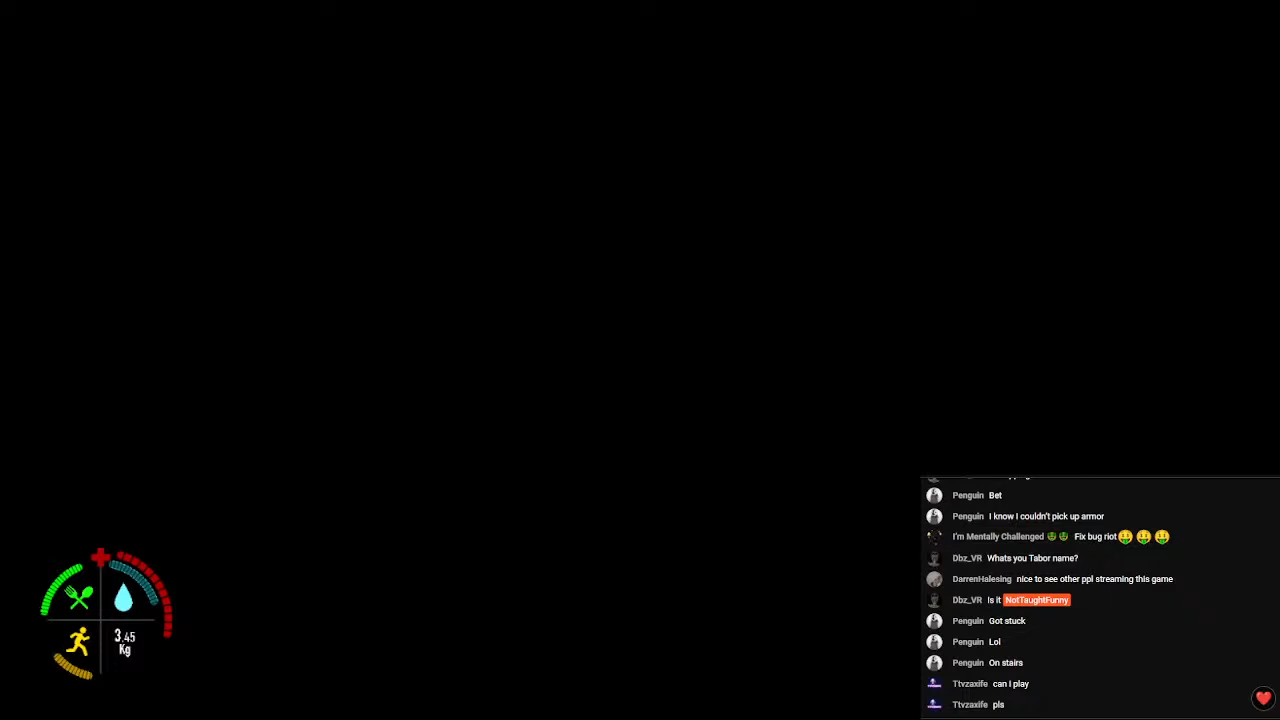 Penguin Bet
Penguin I know I couldn't pick up armor
I'm Mentally Challenged Fix bug riot
Dbz_VR Whats you Tabor name?
DarrenHalesing nice to see other ppl streaming this game
Dbz_VR Is it NotTaughtFunny
Penguin Got stuck
Penguin Lol
Penguin On stairs
Ttvzaxife can I play
Ttvzaxife pls
3.45
Kg